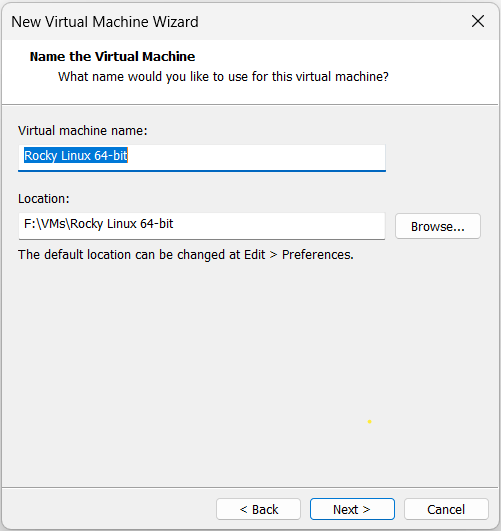 New Virtual Machine Wizard
Name the Virtual Machine
What name would you like to use for this virtual machine?
Virtual machine name:
Rocky Linux 64-bit
Location:
F:\VMs\Rocky Linux 64-bit
Browse...
The default location can be changed at Edit > Preferences.
< Back
Next >
Cancel